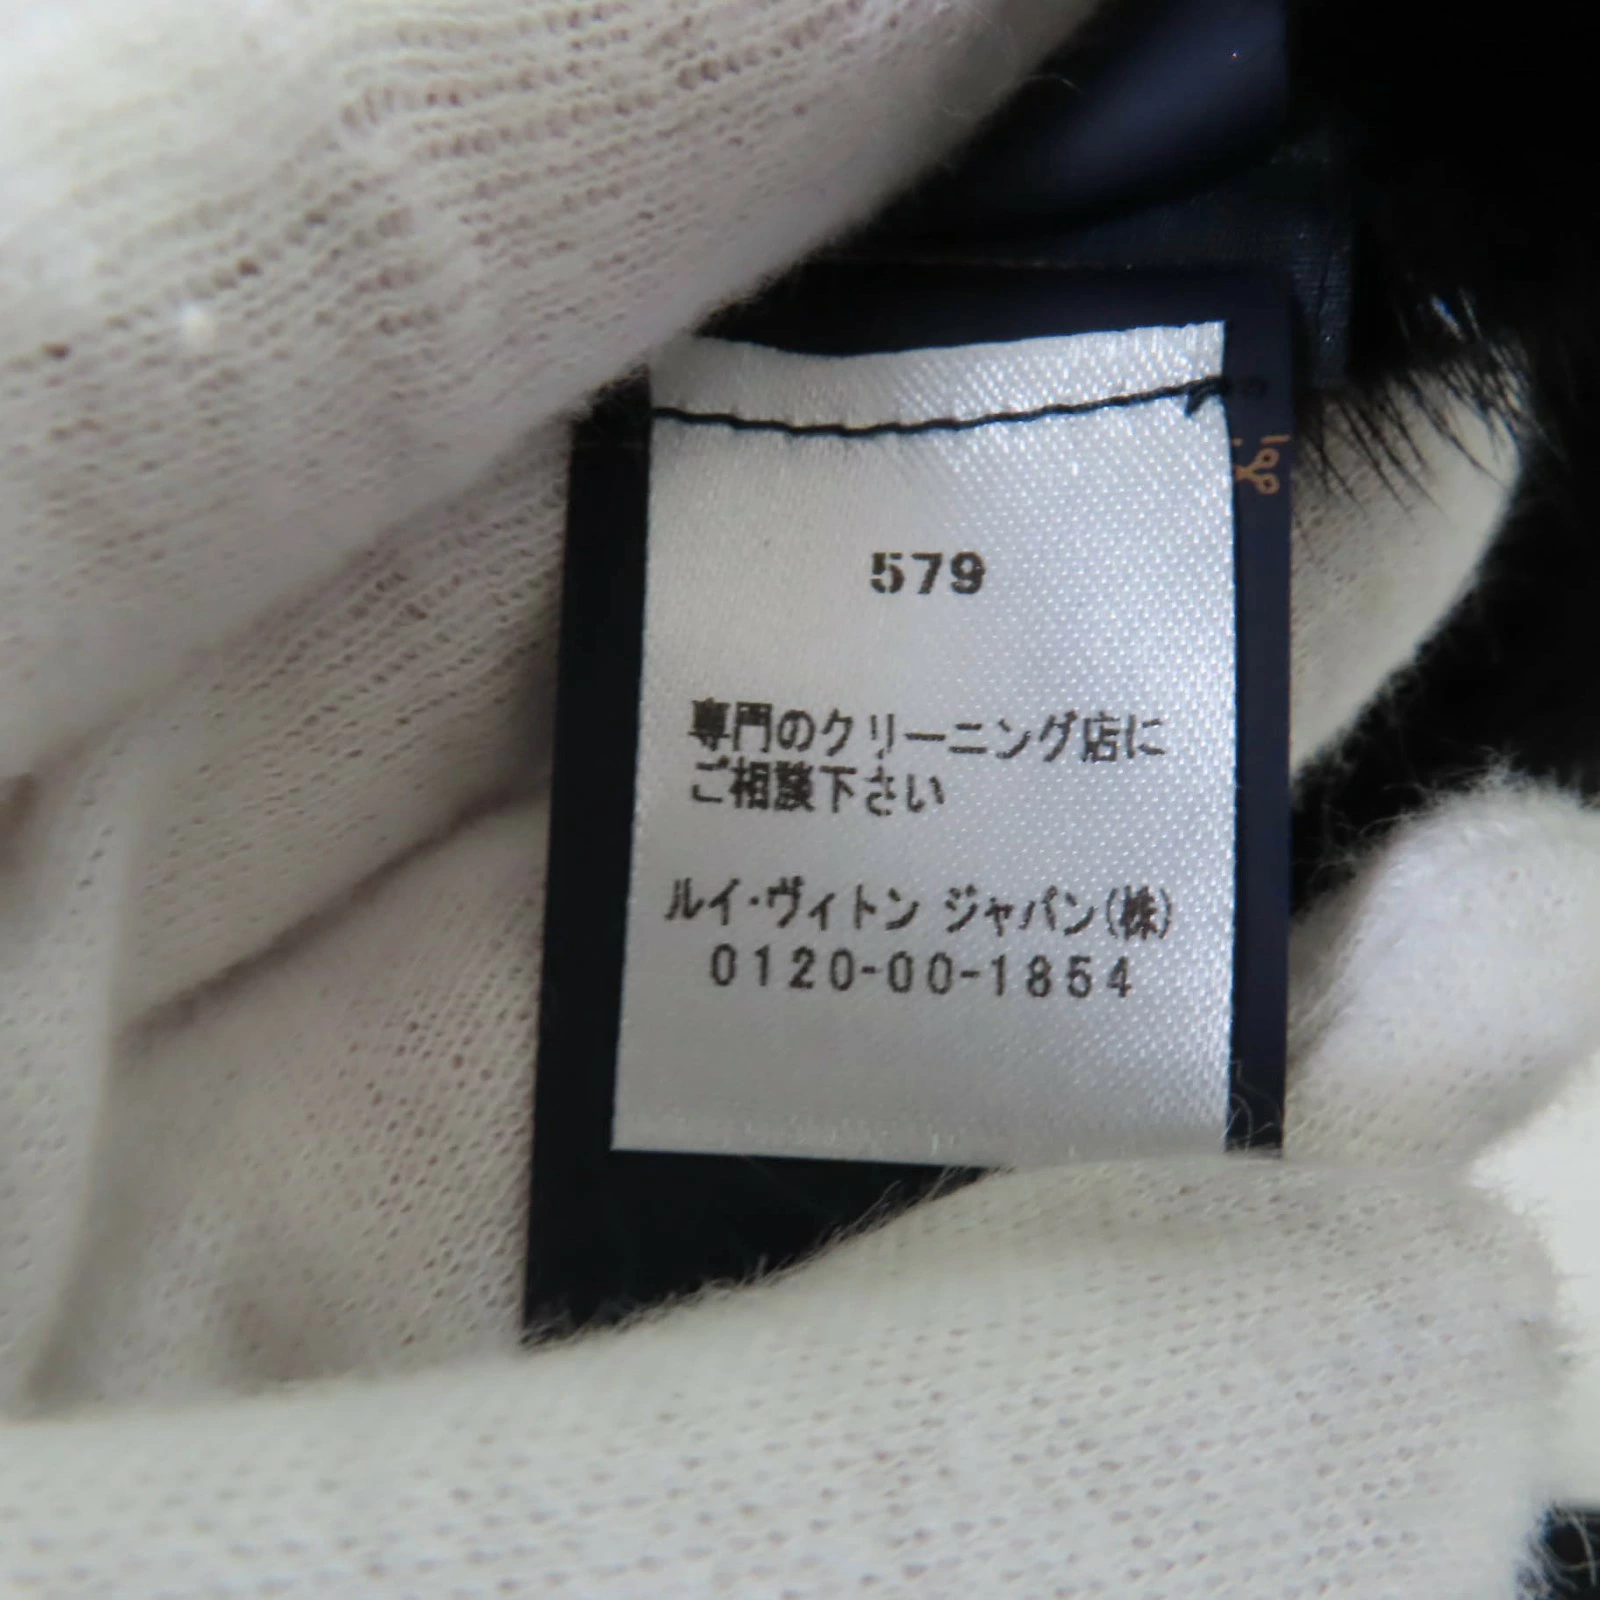 579
専門のクリーニング店に
ご相談下さい
ルイ・ヴィトン ジャパン(株)
0120-00-1854